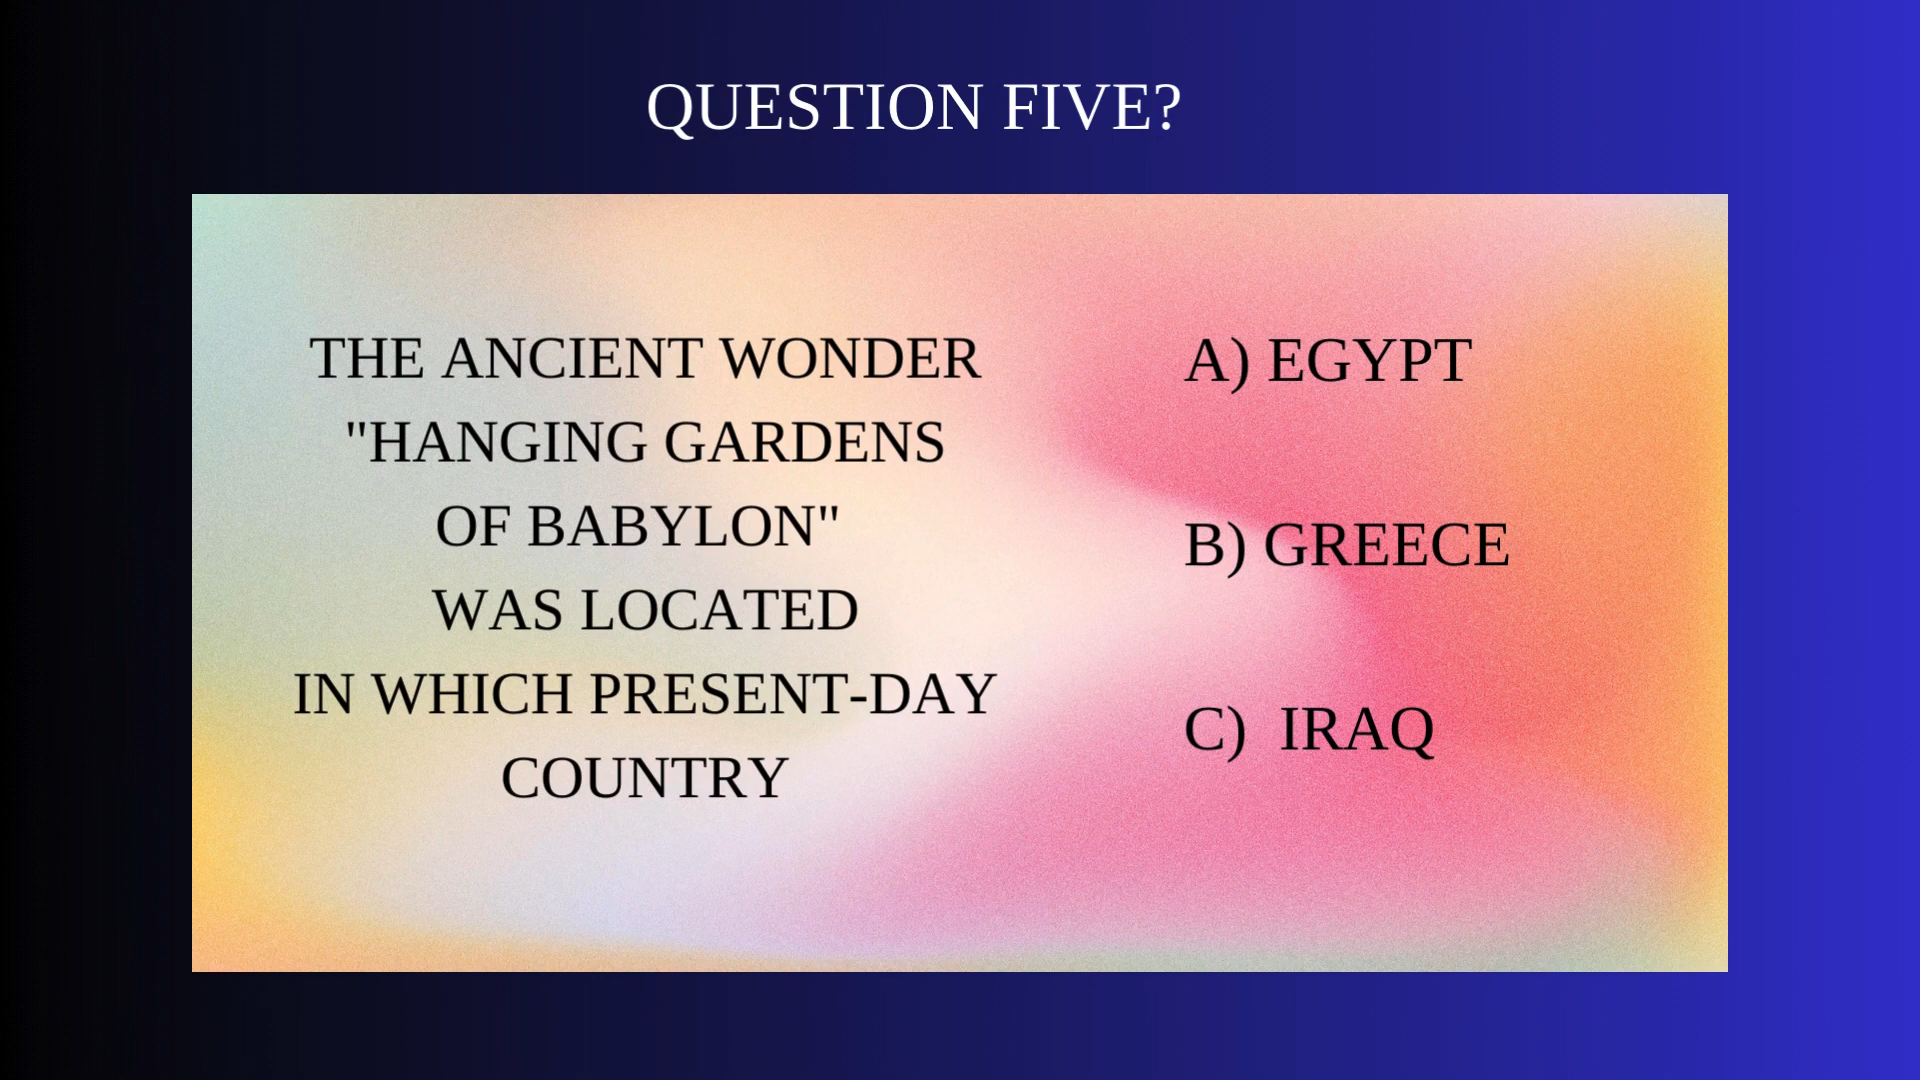 QUESTION FIVE?
THE ANCIENT WONDER
"HANGING GARDENS
OF BABYLON"
WAS LOCATED
IN WHICH PRESENT-DAY
COUNTRY
A) EGYPT
B) GREECE
C) IRAQ